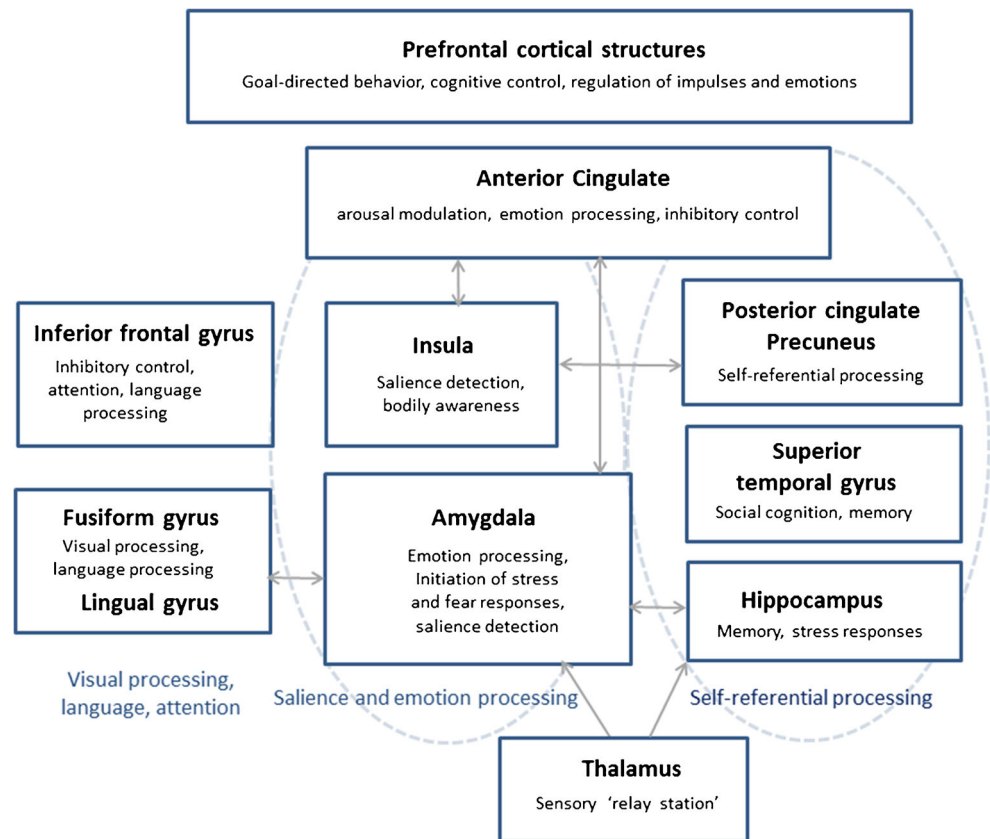 Prefrontal cortical structures
Goal-directed behavior, cognitive control, regulation of impulses and emotions
Anterior Cingulate
arousal modulation, emotion processing, inhibitory control
Inferior frontal gyrus
Inhibitory control,
attention, language
processing
Insula
Salience detection,
bodily awareness
Posterior cingulate
Precuneus
Self-referential processing
Superior
temporal gyrus
Social cognition, memory
Fusiform gyrus
Visual processing,
language processing
Lingual gyrus
Amygdala
Emotion processing,
Initiation of stress
and fear responses,
salience detection
Hippocampus
Memory, stress responses
Visual processing,
language, attention
Salience and emotion processing
Self-referential processing
Thalamus
Sensory ‘relay station’